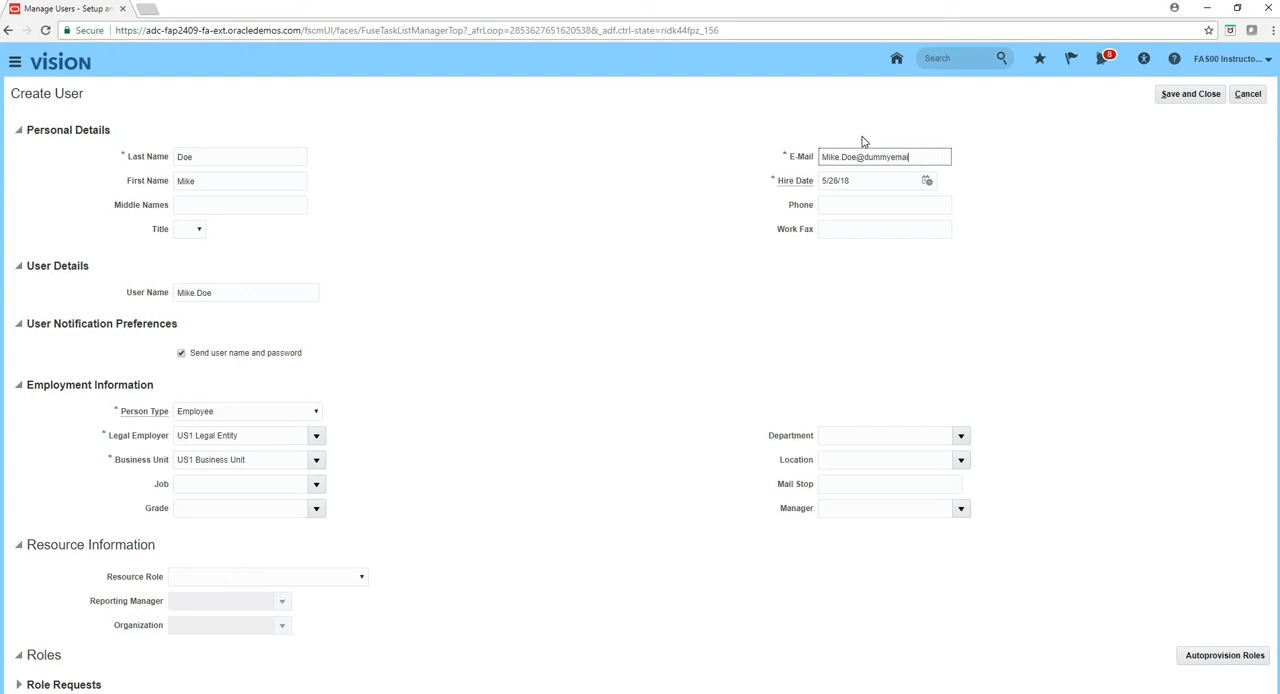 Manage Users - Setup an
Secure https://adc-fap2409-fa-ext.oracledemos.com/fscmUI/faces/FuseTaskListManagerTop?_afrLoop=2853627651620538&_adf.ctrl-state=ridk44fpz_156
VISION Search 8 FAS00 Instructo...
Create User Save and Close Cancel
Personal Details
* Last Name Doe * E-Mail Mike.Doe@dummyemai
First Name Mike * Hire Date 5/26/18
Middle Names Phone
Title Work Fax
User Details
User Name Mike.Doe
User Notification Preferences
Send user name and password
Employment Information
* Person Type Employee
* Legal Employer US1 Legal Entity Department
* Business Unit US1 Business Unit Location
Job Mail Stop
Grade Manager
Resource Information
Resource Role
Reporting Manager
Organization
Roles Autoprovision Roles
Role Requests